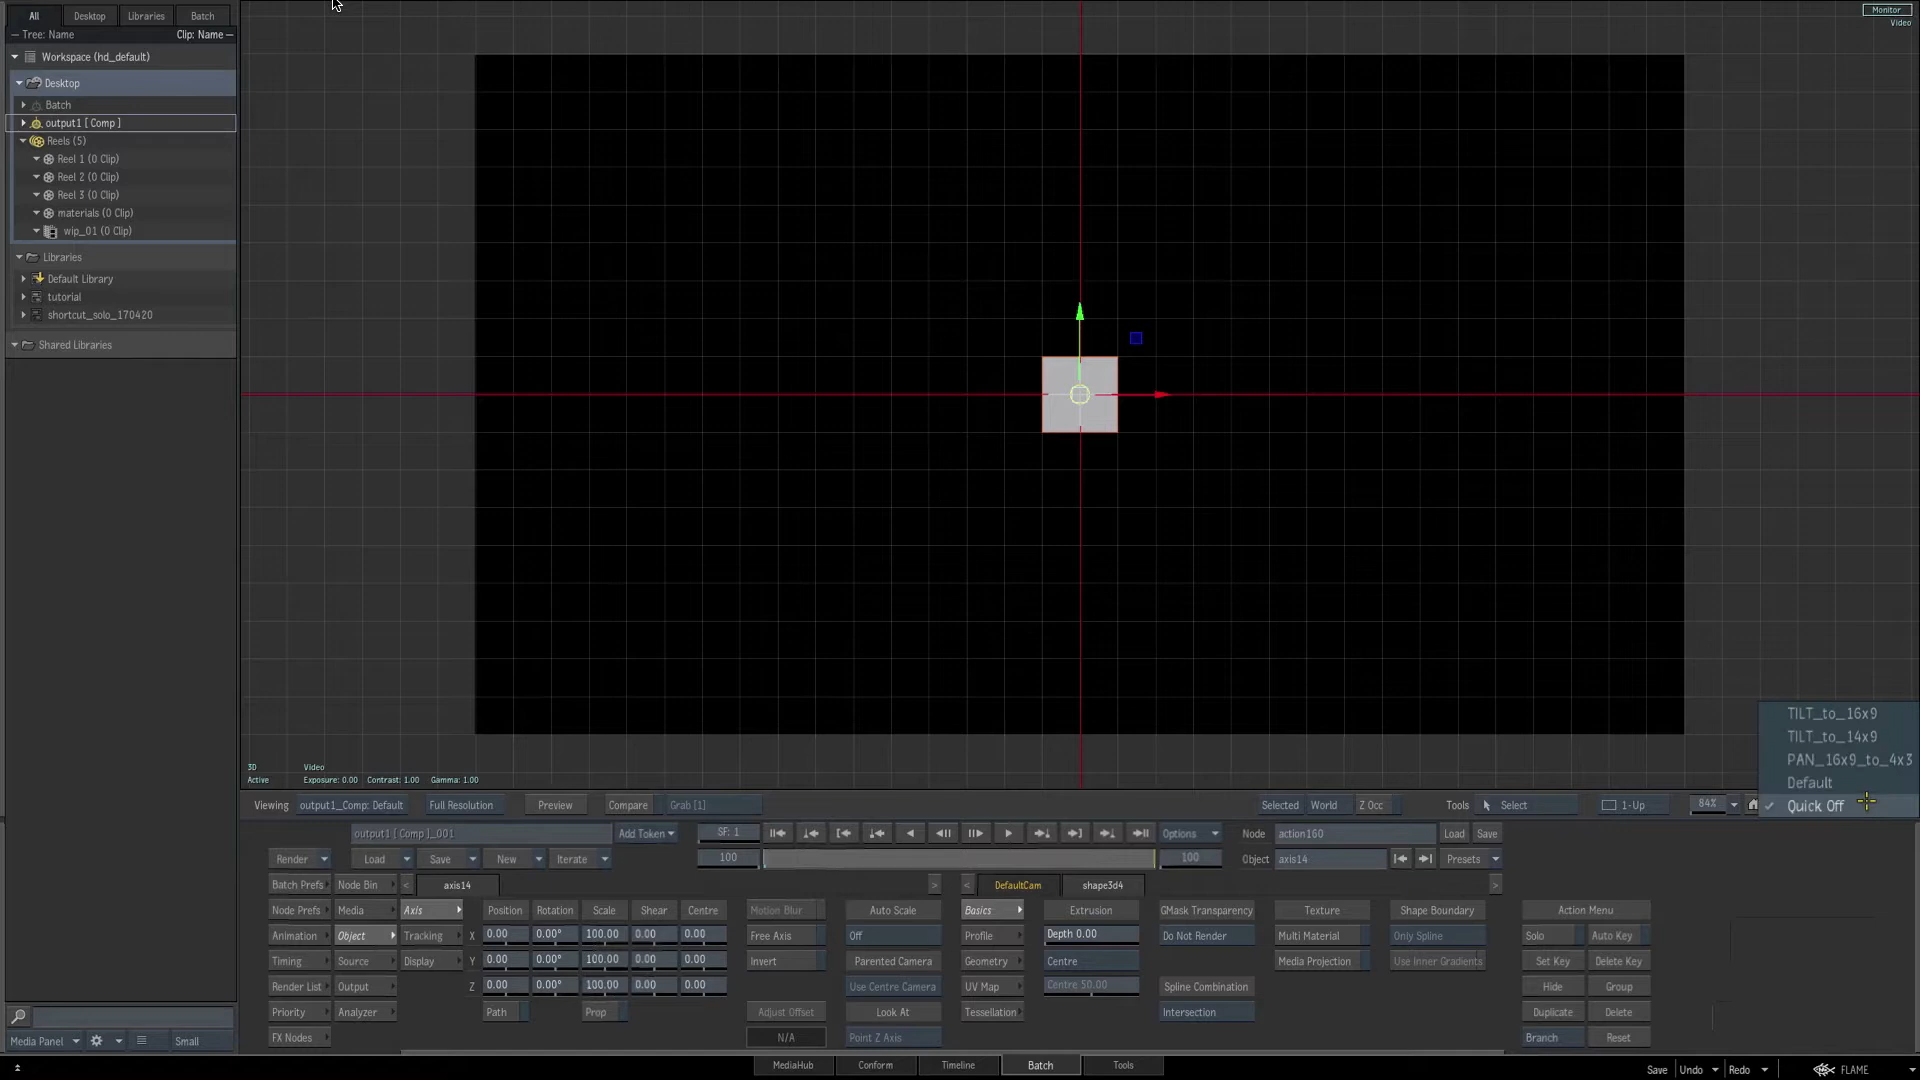 All Desktop Libraries Batch
Tree: Name Clip: Name
Workspace (hd_default)
Desktop
Batch
output1 [ Comp ]
Reels (5)
Reel 1 (0 Clip)
Reel 2 (0 Clip)
Reel 3 (0 Clip)
materials (0 Clip)
wip_01 (0 Clip)
Libraries
Default Library
tutorial
shortcut_solo_170420
Shared Libraries
Monitor
Video
TILT_to_16x9
TILT_to_14x9
PAN_16x9_to_4x3
Default
Quick Off
3D Video
Active Exposure: 0.00 Contrast: 1.00 Gamma: 1.00
Viewing output1_Comp: Default Full Resolution Preview Compare Grab [1] Selected World Z Occ Tools Select 1-Up 84%
output1 [ Comp ]_001 Add Token SF: 1 Options Node action160 Load Save
Render Load Save New Iterate 100 100 Object axis14 Presets
Batch Prefs Node Bin < axis14 > < DefaultCam shape3d4 >
Node Prefs Media Axis Position Rotation Scale Shear Centre Motion Blur Auto Scale Basics Extrusion GMask Transparency Texture Shape Boundary Action Menu
Animation Object Tracking X 0.00 0.00° 100.00 0.00 0.00 Free Axis Off Profile Depth 0.00 Do Not Render Multi Material Only Spline Solo Auto Key
Timing Source Display Y 0.00 0.00° 100.00 0.00 0.00 Invert Parented Camera Geometry Centre Media Projection Use Inner Gradients Set Key Delete Key
Render List Output Z 0.00 0.00° 100.00 0.00 0.00 Use Centre Camera UV Map Centre 50.00 Spline Combination Hide Group
Priority Analyzer Path Prop Adjust Offset Look At Tessellation Intersection Duplicate Delete
FX Nodes N/A Point Z Axis Branch Reset
Media Panel Small
MediaHub Conform Timeline Batch Tools Save Undo Redo FLAME